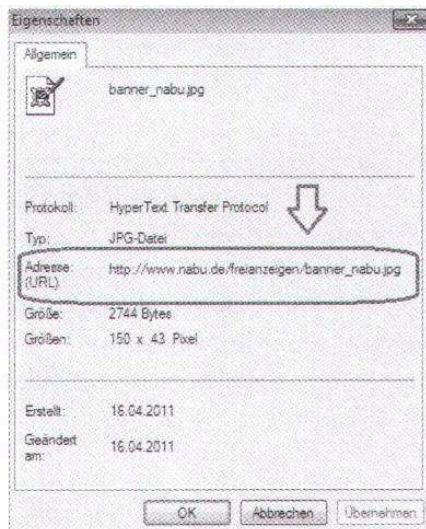 Eigenschaften
Allgemein
banner_nabu.jpg
Protokoll: HyperText Transfer Protocol
Typ: JPG-Datei
Adresse: http://www.nabu.de/freianzeigen/banner_nabu.jpg
(URL)
Größe: 2744 Bytes
Größen: 150 x 43 Pixel
Erstellt: 16.04.2011
Geändert am: 16.04.2011
OK Abbrechen Übernehmen